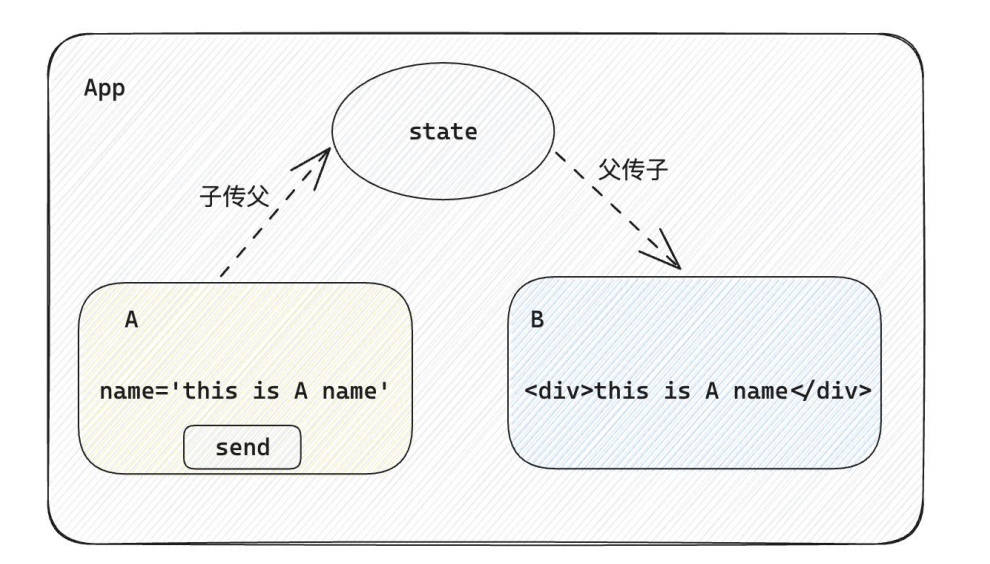 App
state
子传父
父传子
A
name='this is A name'
send
B
<div>this is A name</div>